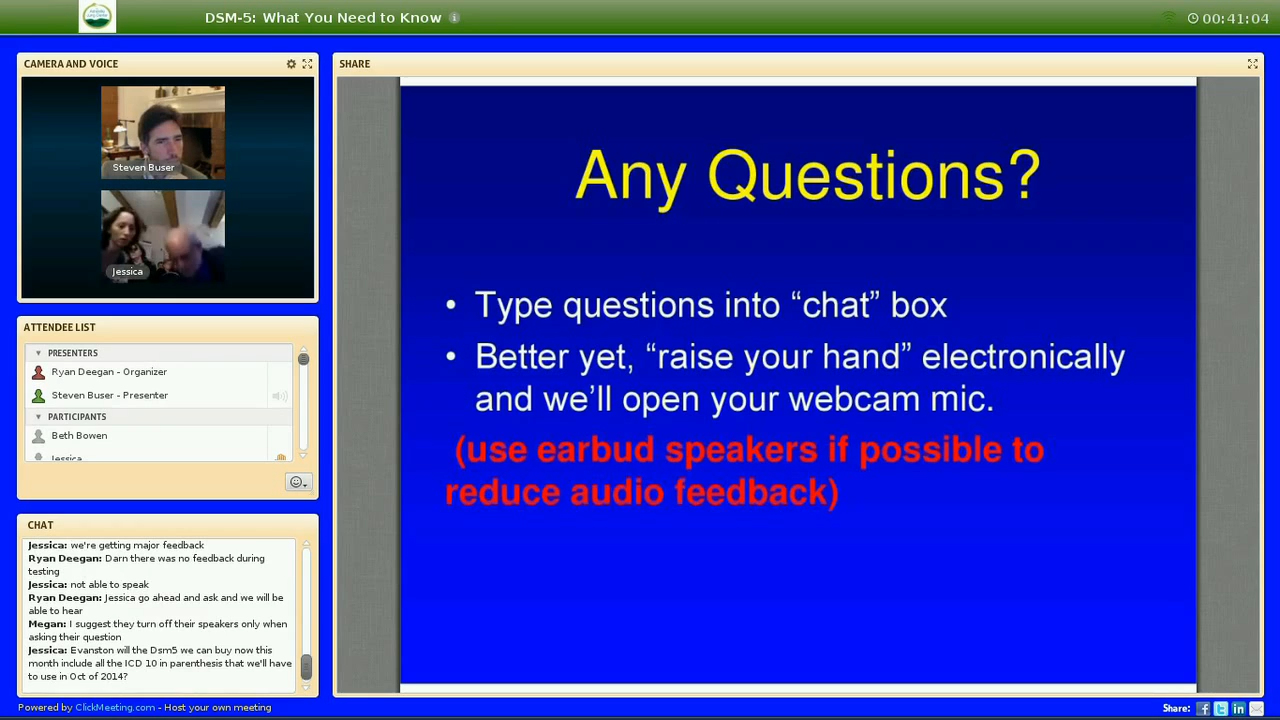 DSM-5: What You Need to Know
00:41:04
CAMERA AND VOICE
Steven Buser
Jessica
ATTENDEE LIST
PRESENTERS
Ryan Deegan - Organizer
Steven Buser - Presenter
PARTICIPANTS
Beth Bowen
Jessica
CHAT
Jessica: we're getting major feedback
Ryan Deegan: Darn there was no feedback during
testing
Jessica: not able to speak
Ryan Deegan: Jessica go ahead and ask and we will be
able to hear
Megan: I suggest they turn off their speakers only when
asking their question
Jessica: Evanston will the Dsm5 we can buy now this
month include all the ICD 10 in parenthesis that we'll have
to use in Oct of 2014?
SHARE
Any Questions?
• Type questions into “chat” box
• Better yet, “raise your hand” electronically
and we’ll open your webcam mic.
(use earbud speakers if possible to
reduce audio feedback)
Powered by ClickMeeting.com - Host your own meeting
Share: